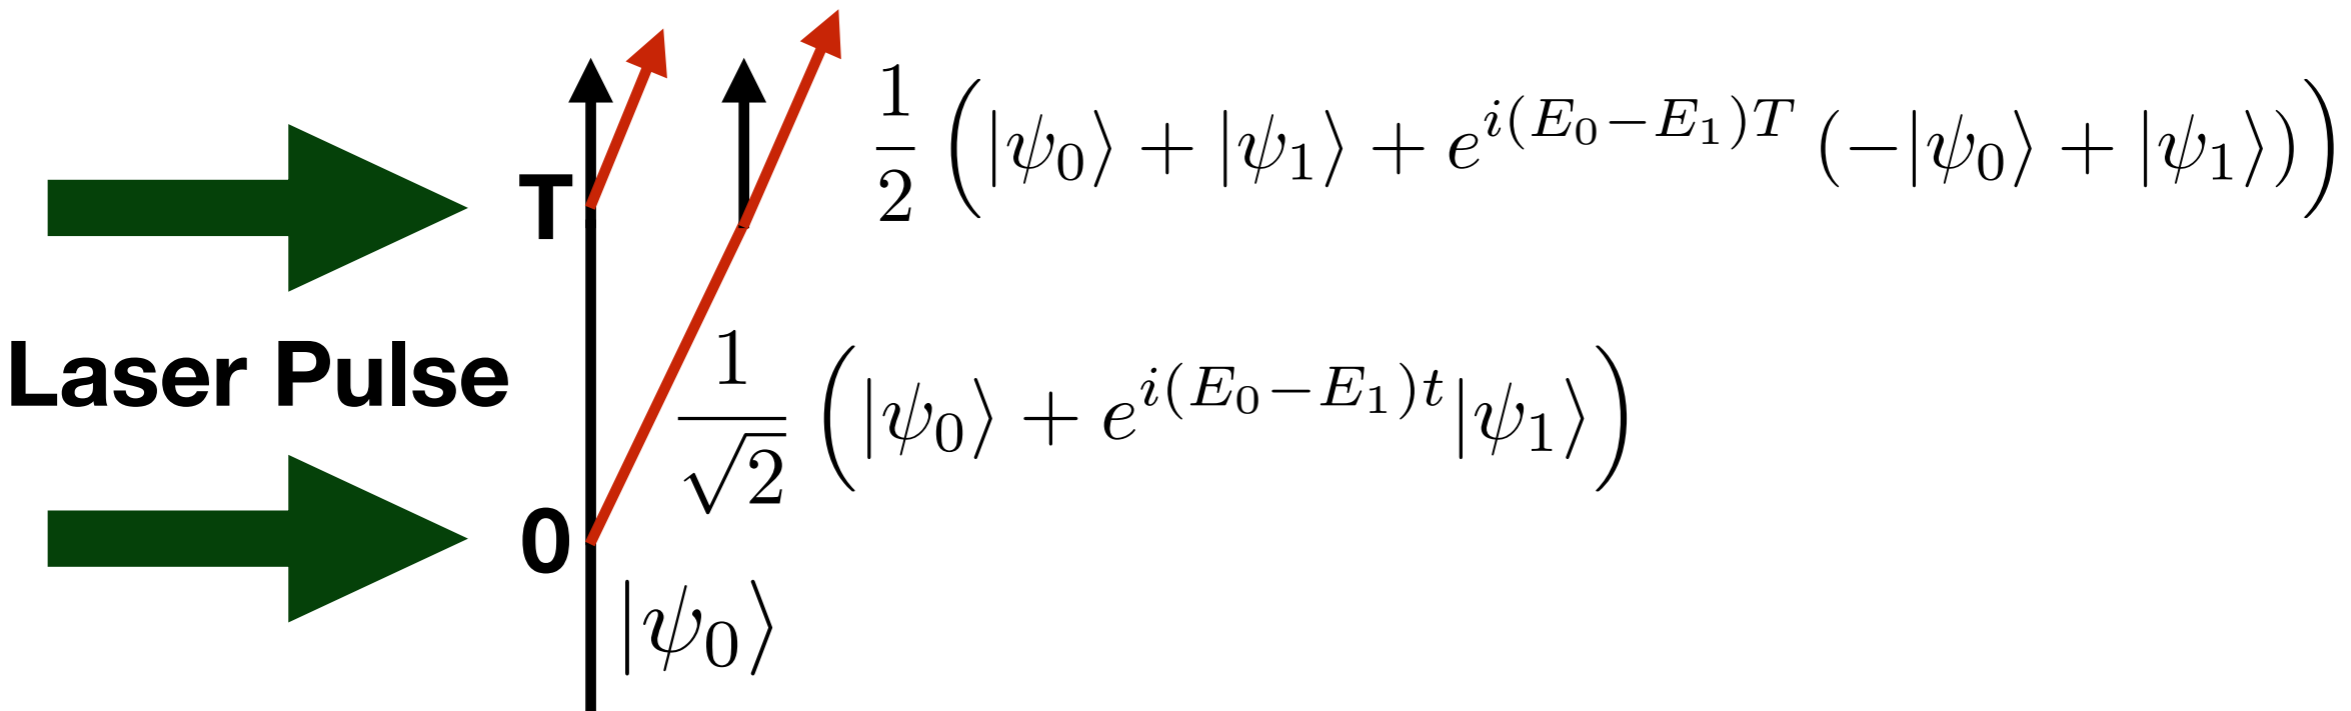 1/2 (|ψ₀⟩ + |ψ₁⟩ + e^{i(E₀−E₁)T} (−|ψ₀⟩ + |ψ₁⟩))
T
Laser Pulse
1/√2 (|ψ₀⟩ + e^{i(E₀−E₁)t}|ψ₁⟩)
0
|ψ₀⟩